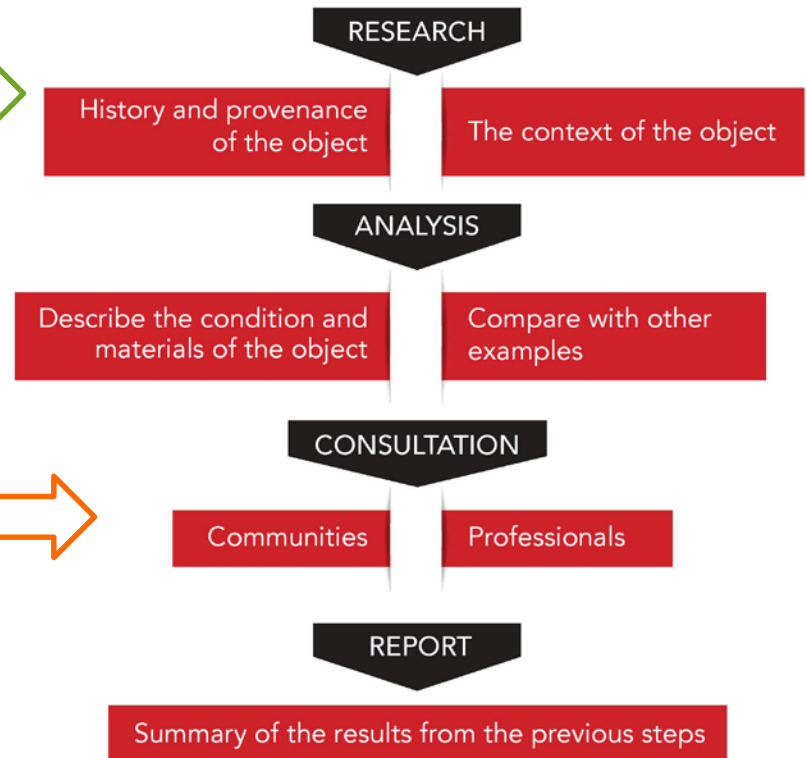 RESEARCH
History and provenance
of the object
The context of the object
ANALYSIS
Describe the condition and
materials of the object
Compare with other
examples
CONSULTATION
Communities
Professionals
REPORT
Summary of the results from the previous steps